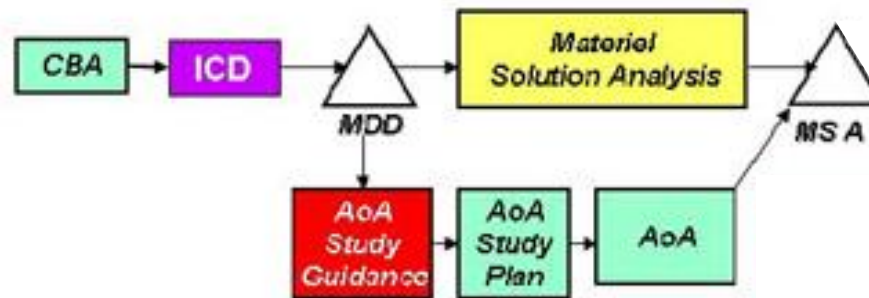 CBA
ICD
MDD
Materiel
Solution Analysis
MS A
AoA
Study
Guidance
AoA
Study
Plan
AoA